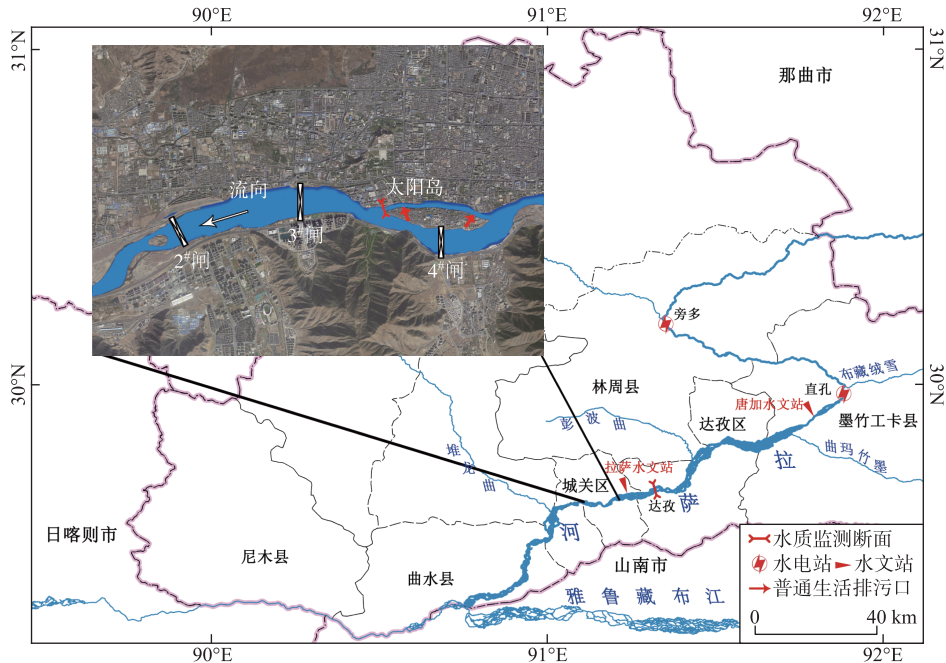 90°E
91°E
92°E
31°N
31°N
那曲市
太阳岛
流向
3#闸
2#闸
4#闸
旁多
30°N
30°N
布藏绒雪
直孔
林周县
唐加水文站
墨竹工卡县
达孜区
彭波曲
曲玛竹墨
堆龙曲
拉萨水文站
拉
城关区
萨
达孜
河
日喀则市
尼木县
曲水县
山南市
雅鲁藏布江
水质监测断面
水电站
水文站
普通生活排污口
0
40 km
90°E
91°E
92°E